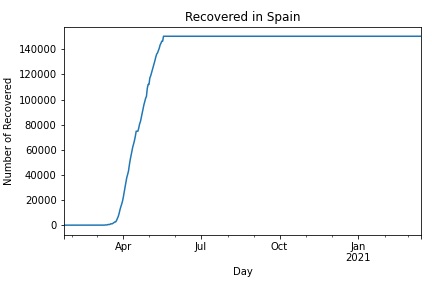 Recovered in Spain
Number of Recovered
140000
120000
100000
80000
60000
40000
20000
0
Apr
Jul
Oct
Jan
2021
Day